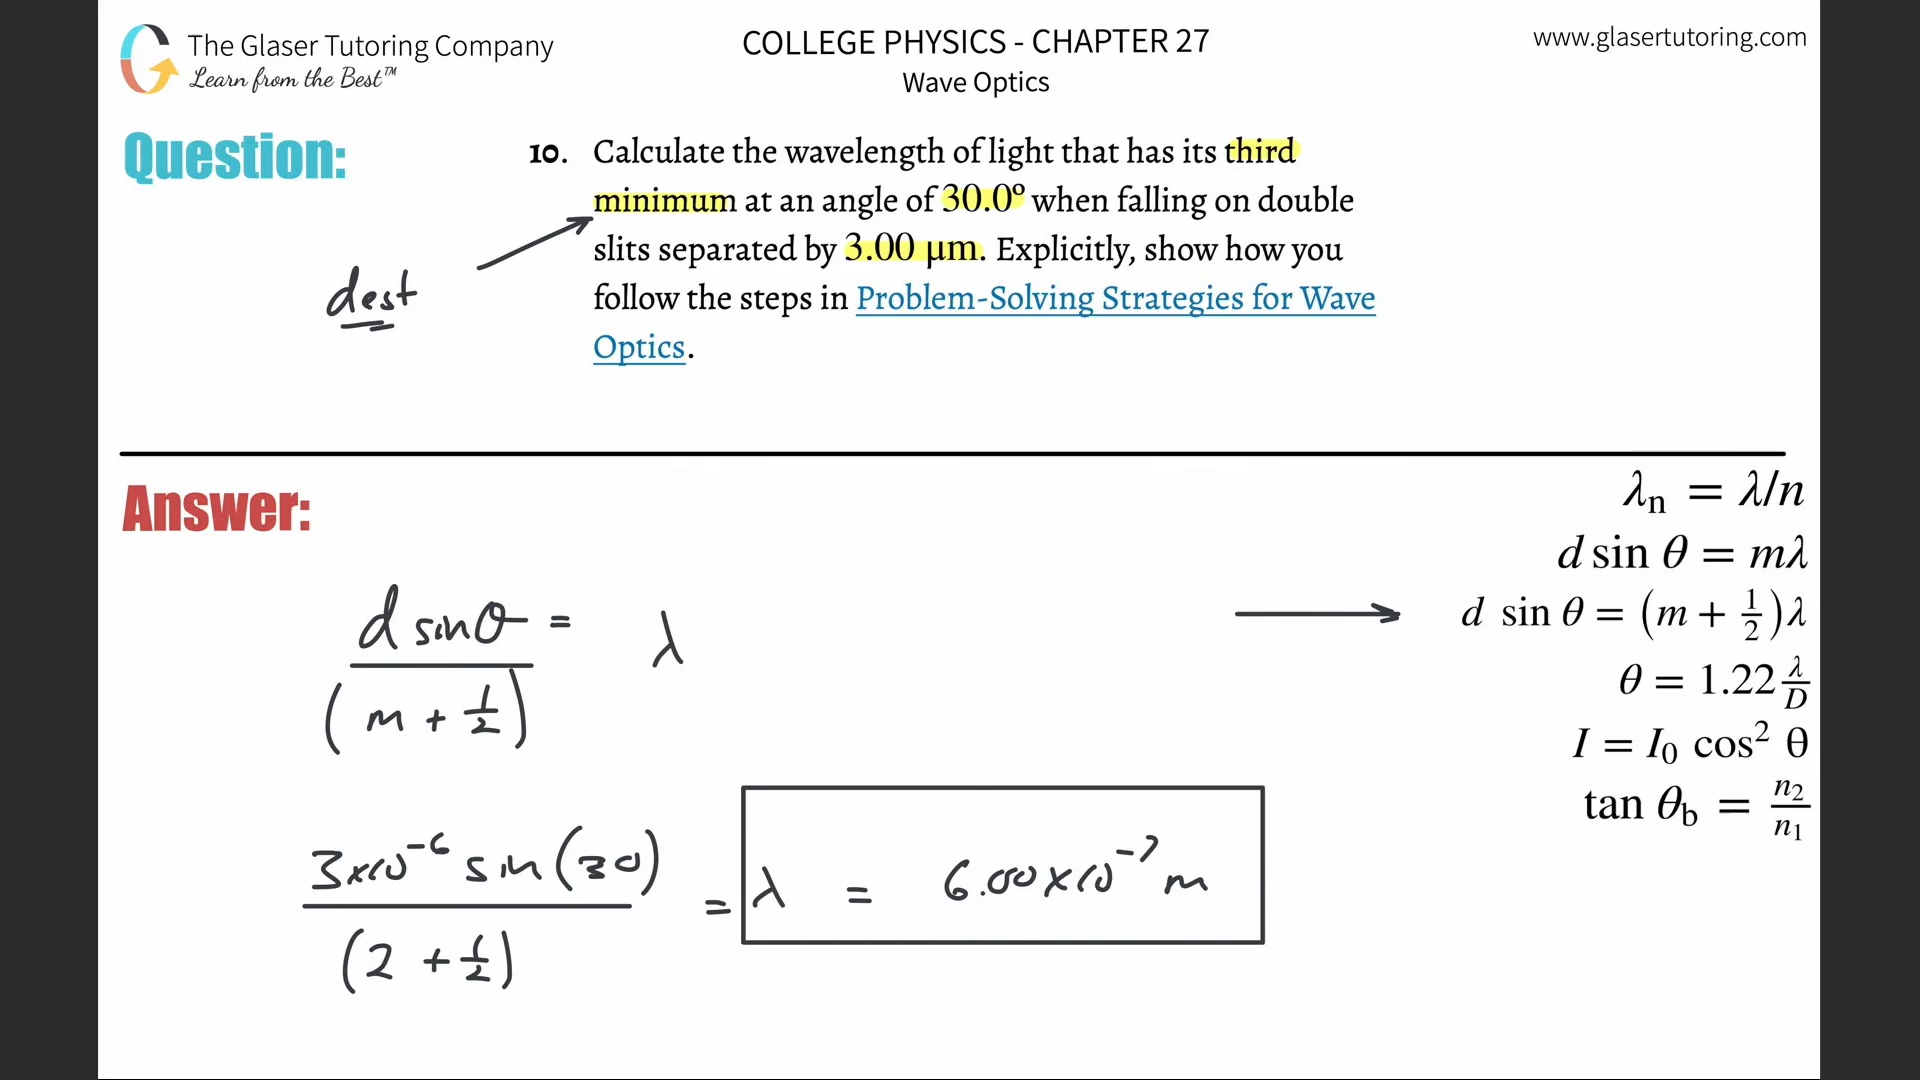 The Glaser Tutoring Company
Learn from the Best™
COLLEGE PHYSICS - CHAPTER 27
Wave Optics
www.glasertutoring.com
Question:
10. Calculate the wavelength of light that has its third
minimum at an angle of 30.0º when falling on double
slits separated by 3.00 µm. Explicitly, show how you
follow the steps in Problem-Solving Strategies for Wave
Optics.
dest
Answer:
λn = λ/n
d sin θ = mλ
d sin θ = (m + 1/2)λ
θ = 1.22 λ/D
I = I₀ cos² θ
tan θb = n₂/n₁
d sinθ / (m + 1/2) = λ
3x10⁻⁶ sin(30) / (2 + 1/2) = λ = 6.00x10⁻⁷ m